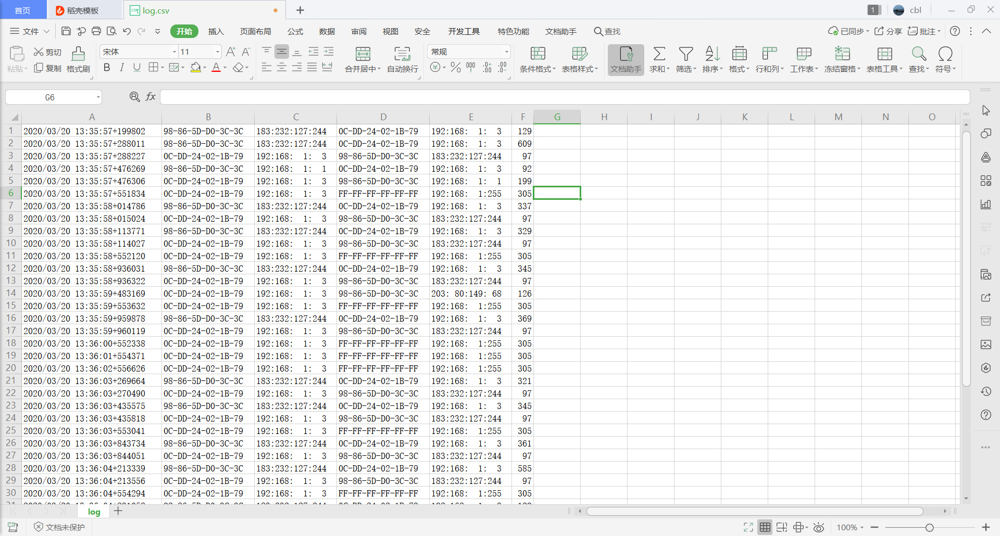 首页 稻壳模板 log.csv 1 cbl
文件 开始 插入 页面布局 公式 数据 审阅 视图 安全 开发工具 特色功能 文档助手 查找 已同步 分享 批注
粘贴 剪切 复制 格式刷 宋体 11 合并居中 自动换行 常规 条件格式 表格样式 文档助手 求和 筛选 排序 格式 行和列 工作表 冻结窗格 表格工具 查找 符号
G6 fx
A B C D E F G H I J K L M N O
1 2020/03/20 13:35:57+199802 98-86-5D-D0-3C-3C 183:232:127:244 0C-DD-24-02-1B-79 192:168: 1: 3 129
2 2020/03/20 13:35:57+288011 98-86-5D-D0-3C-3C 183:232:127:244 0C-DD-24-02-1B-79 192:168: 1: 3 609
3 2020/03/20 13:35:57+288227 0C-DD-24-02-1B-79 192:168: 1: 3 98-86-5D-D0-3C-3C 183:232:127:244 97
4 2020/03/20 13:35:57+476269 98-86-5D-D0-3C-3C 192:168: 1: 1 0C-DD-24-02-1B-79 192:168: 1: 3 92
5 2020/03/20 13:35:57+476306 0C-DD-24-02-1B-79 192:168: 1: 3 98-86-5D-D0-3C-3C 192:168: 1: 1 199
6 2020/03/20 13:35:57+551834 0C-DD-24-02-1B-79 192:168: 1: 3 FF-FF-FF-FF-FF-FF 192:168: 1:255 305
7 2020/03/20 13:35:58+014786 98-86-5D-D0-3C-3C 183:232:127:244 0C-DD-24-02-1B-79 192:168: 1: 3 337
8 2020/03/20 13:35:58+015024 0C-DD-24-02-1B-79 192:168: 1: 3 98-86-5D-D0-3C-3C 183:232:127:244 97
9 2020/03/20 13:35:58+113771 98-86-5D-D0-3C-3C 183:232:127:244 0C-DD-24-02-1B-79 192:168: 1: 3 329
10 2020/03/20 13:35:58+114027 0C-DD-24-02-1B-79 192:168: 1: 3 98-86-5D-D0-3C-3C 183:232:127:244 97
11 2020/03/20 13:35:58+552120 0C-DD-24-02-1B-79 192:168: 1: 3 FF-FF-FF-FF-FF-FF 192:168: 1:255 305
12 2020/03/20 13:35:58+936031 98-86-5D-D0-3C-3C 183:232:127:244 0C-DD-24-02-1B-79 192:168: 1: 3 345
13 2020/03/20 13:35:58+936322 0C-DD-24-02-1B-79 192:168: 1: 3 98-86-5D-D0-3C-3C 183:232:127:244 97
14 2020/03/20 13:35:59+483169 0C-DD-24-02-1B-79 192:168: 1: 3 98-86-5D-D0-3C-3C 203: 80:149: 68 126
15 2020/03/20 13:35:59+553632 0C-DD-24-02-1B-79 192:168: 1: 3 FF-FF-FF-FF-FF-FF 192:168: 1:255 305
16 2020/03/20 13:35:59+959878 98-86-5D-D0-3C-3C 183:232:127:244 0C-DD-24-02-1B-79 192:168: 1: 3 369
17 2020/03/20 13:35:59+960119 0C-DD-24-02-1B-79 192:168: 1: 3 98-86-5D-D0-3C-3C 183:232:127:244 97
18 2020/03/20 13:36:00+552338 0C-DD-24-02-1B-79 192:168: 1: 3 FF-FF-FF-FF-FF-FF 192:168: 1:255 305
19 2020/03/20 13:36:01+554371 0C-DD-24-02-1B-79 192:168: 1: 3 FF-FF-FF-FF-FF-FF 192:168: 1:255 305
20 2020/03/20 13:36:02+556626 0C-DD-24-02-1B-79 192:168: 1: 3 FF-FF-FF-FF-FF-FF 192:168: 1:255 305
21 2020/03/20 13:36:03+269664 98-86-5D-D0-3C-3C 183:232:127:244 0C-DD-24-02-1B-79 192:168: 1: 3 321
22 2020/03/20 13:36:03+270490 0C-DD-24-02-1B-79 192:168: 1: 3 98-86-5D-D0-3C-3C 183:232:127:244 97
23 2020/03/20 13:36:03+435575 98-86-5D-D0-3C-3C 183:232:127:244 0C-DD-24-02-1B-79 192:168: 1: 3 345
24 2020/03/20 13:36:03+435818 0C-DD-24-02-1B-79 192:168: 1: 3 98-86-5D-D0-3C-3C 183:232:127:244 97
25 2020/03/20 13:36:03+553041 0C-DD-24-02-1B-79 192:168: 1: 3 FF-FF-FF-FF-FF-FF 192:168: 1:255 305
26 2020/03/20 13:36:03+843734 98-86-5D-D0-3C-3C 183:232:127:244 0C-DD-24-02-1B-79 192:168: 1: 3 361
27 2020/03/20 13:36:03+844051 0C-DD-24-02-1B-79 192:168: 1: 3 98-86-5D-D0-3C-3C 183:232:127:244 97
28 2020/03/20 13:36:04+213339 98-86-5D-D0-3C-3C 183:232:127:244 0C-DD-24-02-1B-79 192:168: 1: 3 585
29 2020/03/20 13:36:04+213556 0C-DD-24-02-1B-79 192:168: 1: 3 98-86-5D-D0-3C-3C 183:232:127:244 97
30 2020/03/20 13:36:04+554294 0C-DD-24-02-1B-79 192:168: 1: 3 FF-FF-FF-FF-FF-FF 192:168: 1:255 305
log
文档未保护 100%